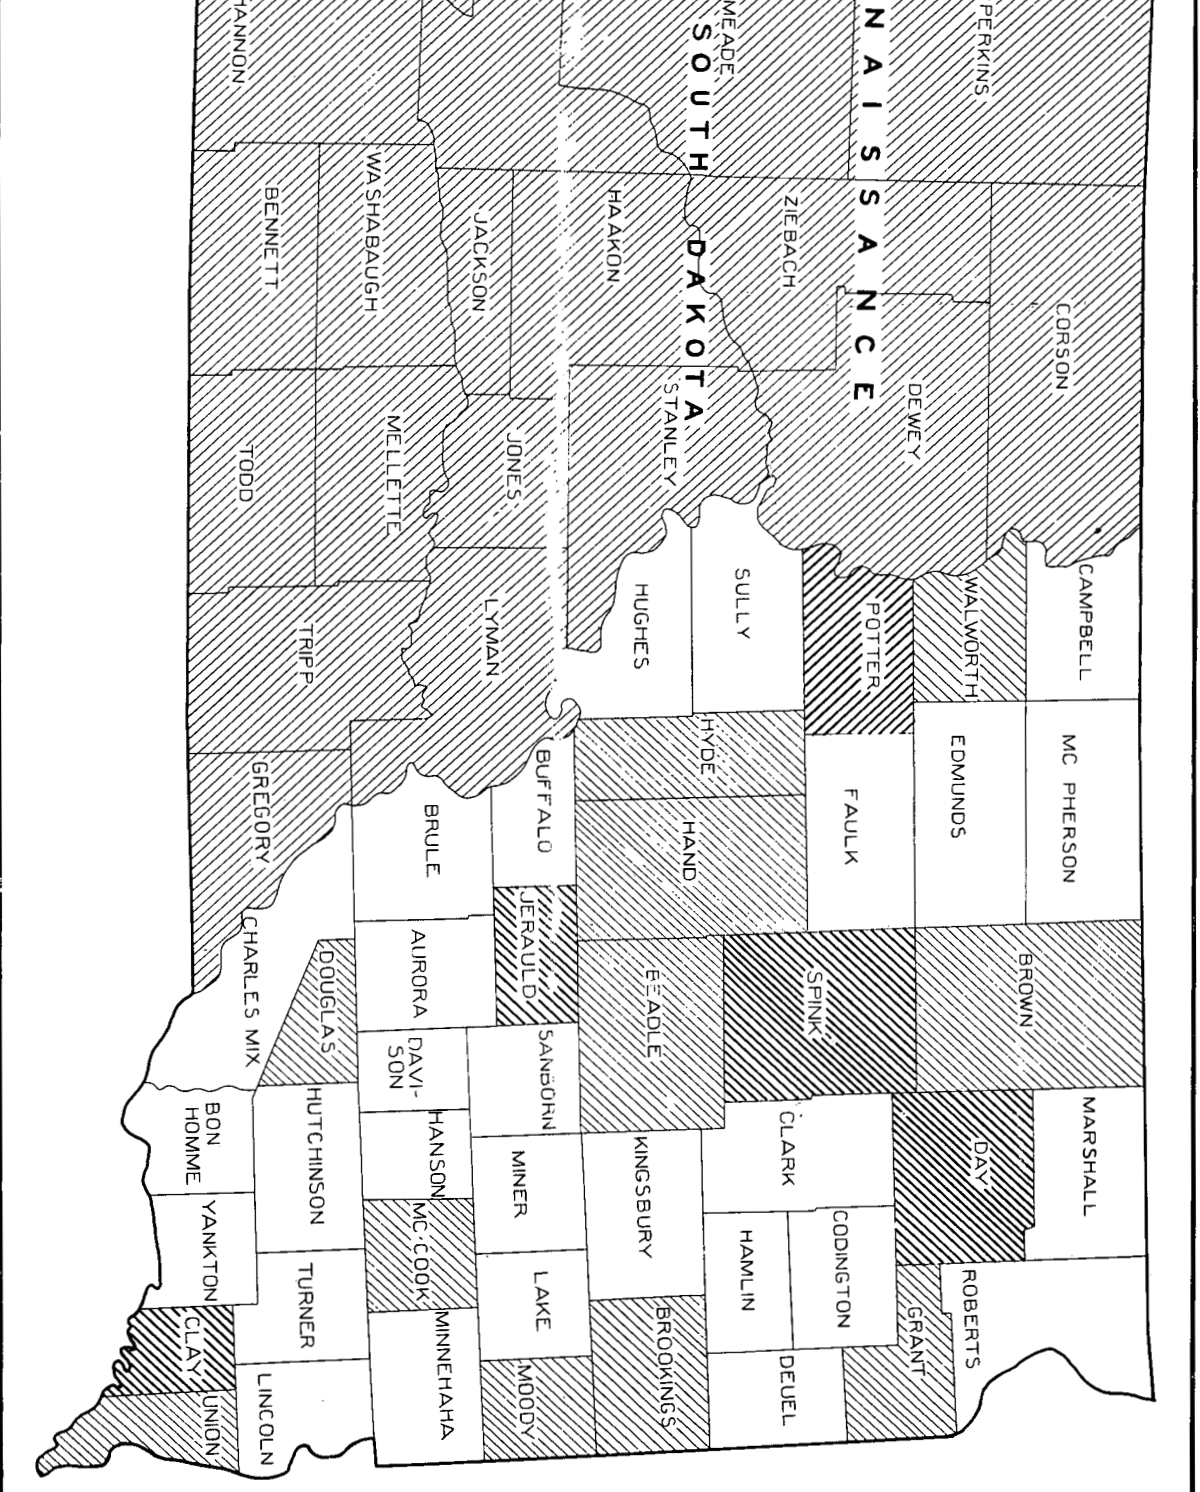 PERKINS
NAISSANCE
MEADE
SOUTH DAKOTA
HANNON
CORSON
ZIEBACH
DEWEY
HAAKON
STANLEY
JACKSON
JONES
WASHABAUGH
MELLETTE
BENNETT
TODD
CAMPBELL
WALWORTH
POTTER
SULLY
HUGHES
LYMAN
TRIPP
MC PHERSON
EDMUNDS
FAULK
HYDE
HAND
BUFFALO
BRULE
GREGORY
BROWN
SPINK
BEADLE
JERAULD
SANBORN
AURORA
DAVI-
SON
DOUGLAS
CHARLES MIX
MARSHALL
DAY
CLARK
CODINGTON
HAMLIN
KINGSBURY
MINER
HANSON
HUTCHINSON
BON
HOMME
YANKTON
ROBERTS
GRANT
DEUEL
BROOKINGS
LAKE
MOODY
MC COOK
MINNEHAHA
TURNER
LINCOLN
CLAY
UNION